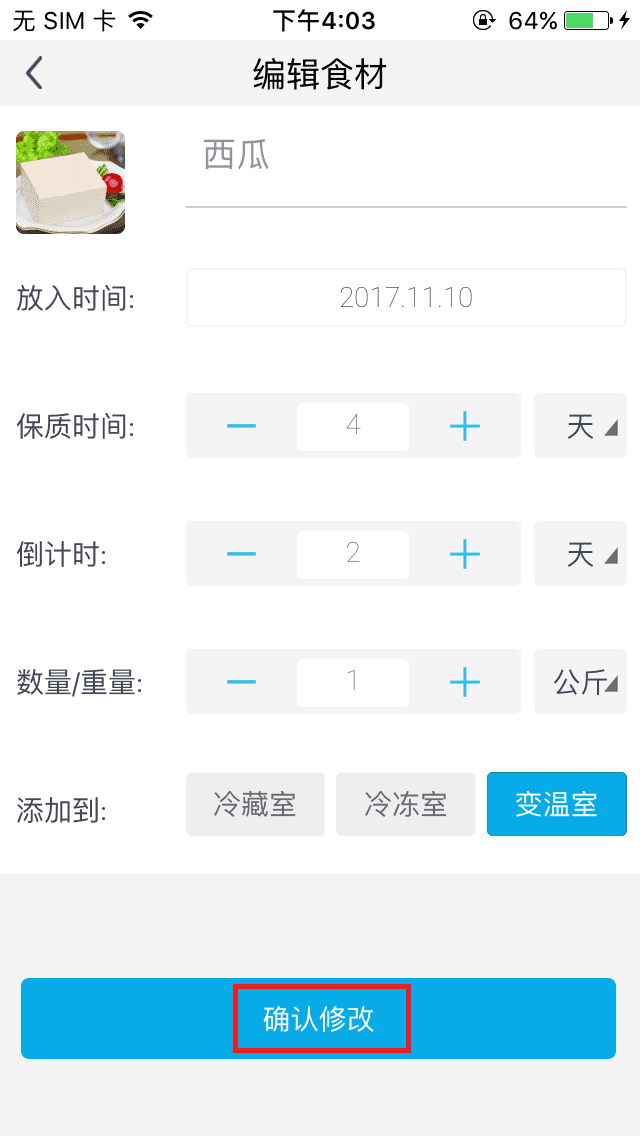 无 SIM 卡 下午4:03 64%
编辑食材
西瓜
放入时间: 2017.11.10
保质时间: 4 天
倒计时: 2 天
数量/重量: 1 公斤
添加到: 冷藏室 冷冻室 变温室
确认修改